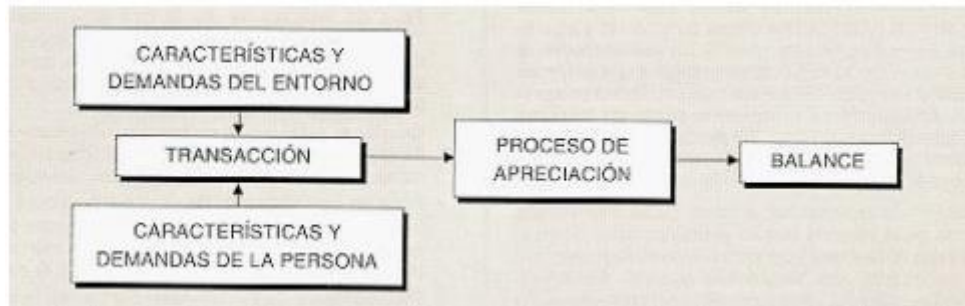 CARACTERÍSTICAS Y
DEMANDAS DEL ENTORNO
TRANSACCIÓN
PROCESO DE
APRECIACIÓN
BALANCE
CARACTERÍSTICAS Y
DEMANDAS DE LA PERSONA